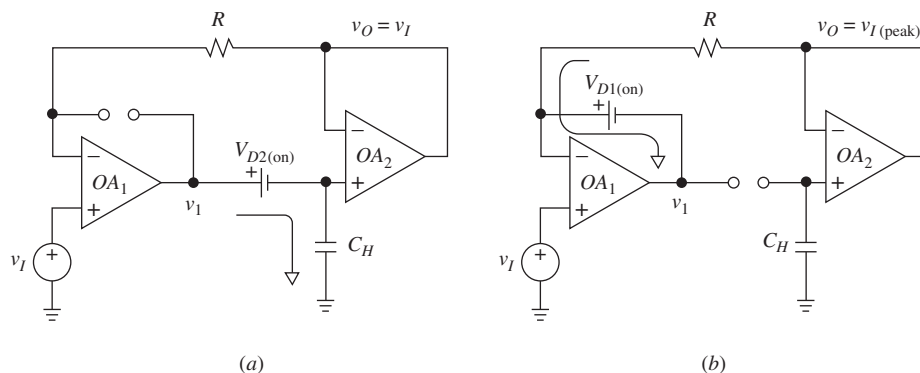 R
v_O = v_I
V_D2(on)
+
−
OA_1
+
v_1
−
OA_2
+
C_H
v_I
+
(a)
R
v_O = v_I (peak)
V_D1(on)
+
−
OA_1
+
v_1
−
OA_2
+
C_H
v_I
+
(b)